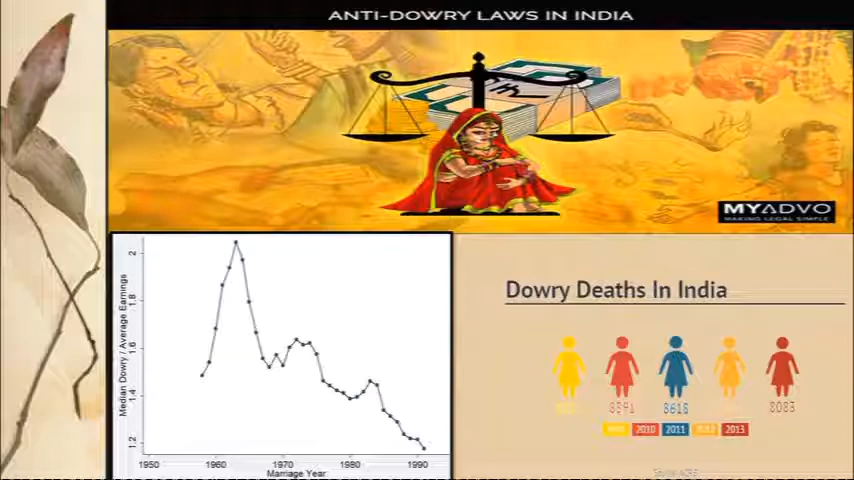 ANTI-DOWRY LAWS IN INDIA
MYADVO
MAKING LEGAL SIMPLE
Median Dowry / Average Earnings
2
1.8
1.6
1.4
1.2
1950 1960 1970 1980 1990
Marriage Year
Dowry Deaths In India
8618 8083
2010 2011 2013